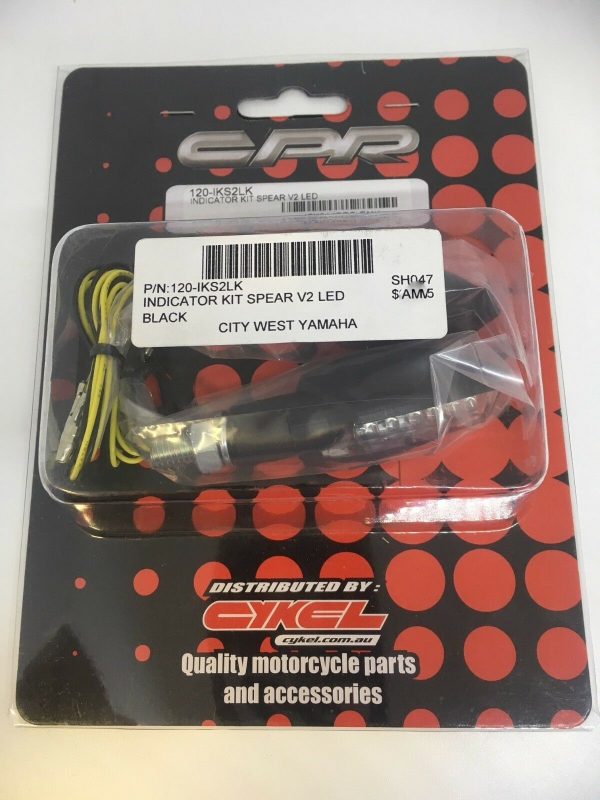 CPR
120-IKS2LK
INDICATOR KIT SPEAR V2 LED
P/N:120-IKS2LK
INDICATOR KIT SPEAR V2 LED
BLACK
SH047
CITY WEST YAMAHA
DISTRIBUTED BY :
CYKEL
cykel.com.au
Quality motorcycle parts
and accessories